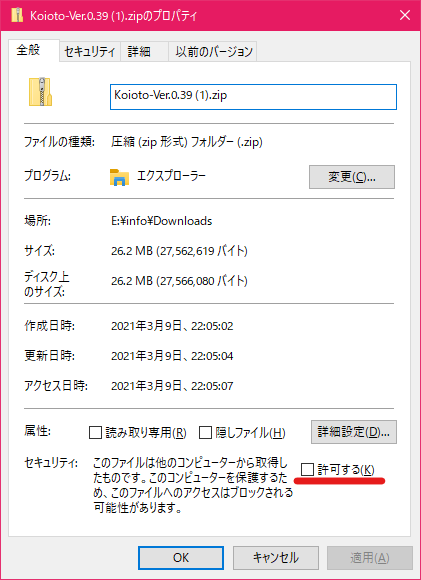 Koioto-Ver.0.39 (1).zipのプロパティ
全般 セキュリティ 詳細 以前のバージョン
Koioto-Ver.0.39 (1).zip
ファイルの種類: 圧縮 (zip 形式) フォルダー (.zip)
プログラム: エクスプローラー 変更(C)...
場所: E:¥info¥Downloads
サイズ: 26.2 MB (27,562,619 バイト)
ディスク上
のサイズ: 26.2 MB (27,566,080 バイト)
作成日時: 2021年3月9日、22:05:02
更新日時: 2021年3月9日、22:05:04
アクセス日時: 2021年3月9日、22:05:07
属性: 読み取り専用(R) 隠しファイル(H) 詳細設定(D)...
セキュリティ: このファイルは他のコンピューターから取得し 許可する(K)
たものです。このコンピューターを保護するた
め、このファイルへのアクセスはブロックされる
可能性があります。
OK キャンセル 適用(A)